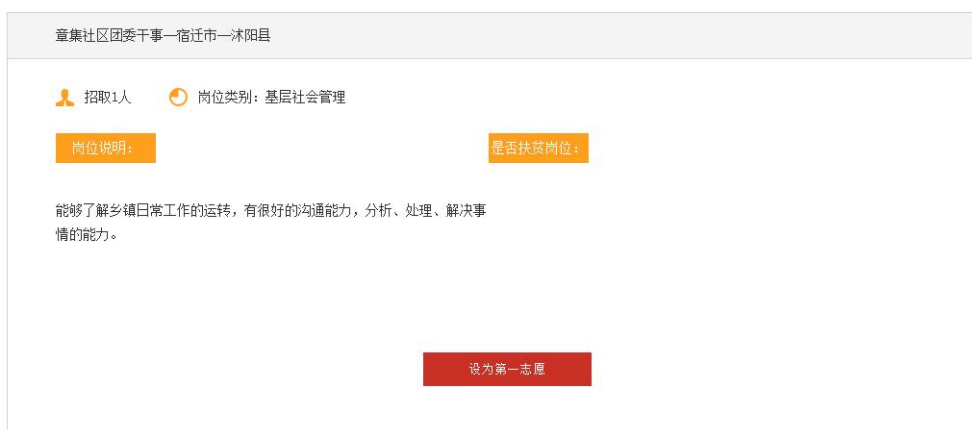 章集社区团委干事—宿迁市—沭阳县
招取1人 岗位类别：基层社会管理
岗位说明： 是否扶贫岗位：
能够了解乡镇日常工作的运转，有很好的沟通能力，分析、处理、解决事
情的能力。
设为第一志愿